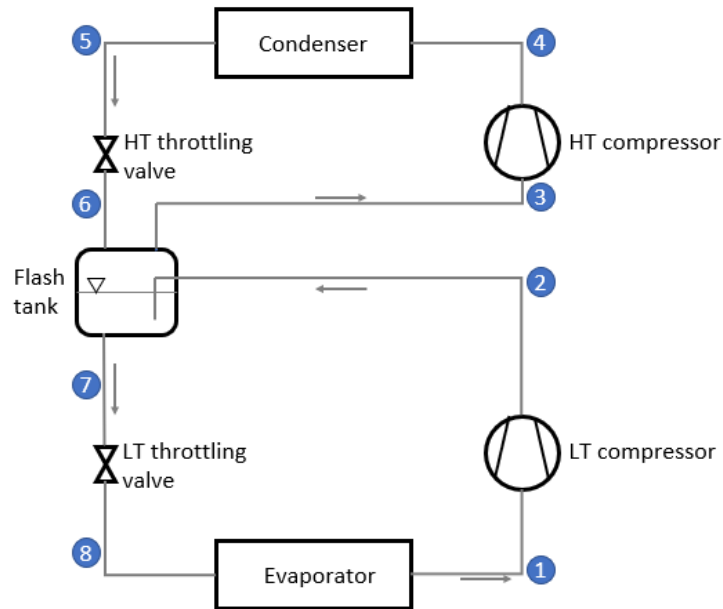 5
Condenser
4
HT throttling
valve
HT compressor
6
3
Flash
tank
2
7
LT throttling
valve
LT compressor
8
Evaporator
1